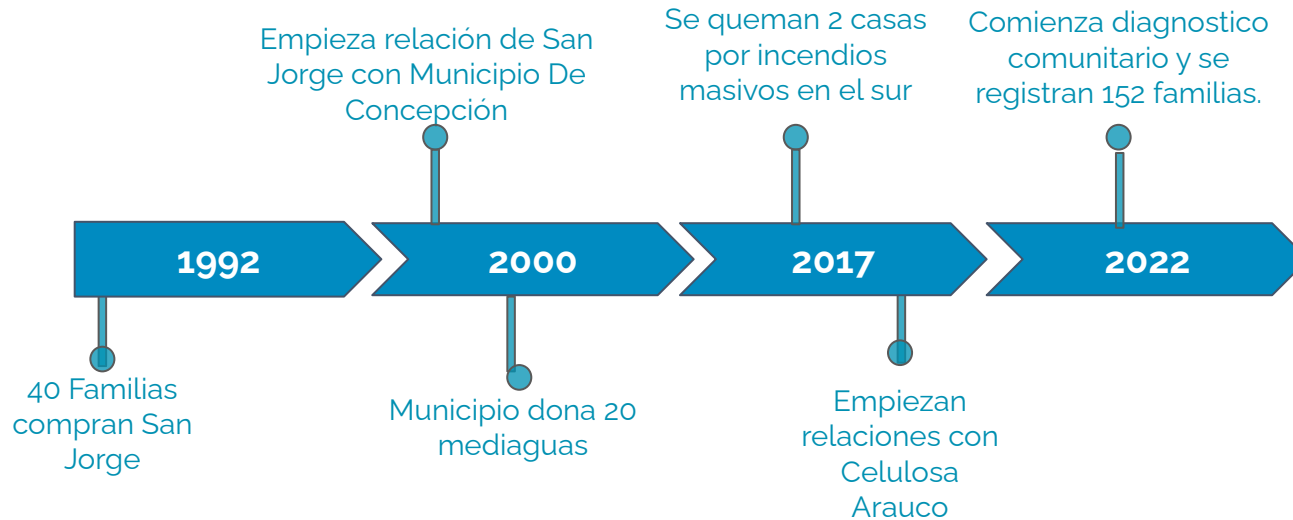 Empieza relación de San
Jorge con Municipio De
Concepción
Se queman 2 casas
por incendios
masivos en el sur
Comienza diagnostico
comunitario y se
registran 152 familias.
1992
2000
2017
2022
40 Familias
compran San
Jorge
Municipio dona 20
mediaguas
Empiezan
relaciones con
Celulosa
Arauco